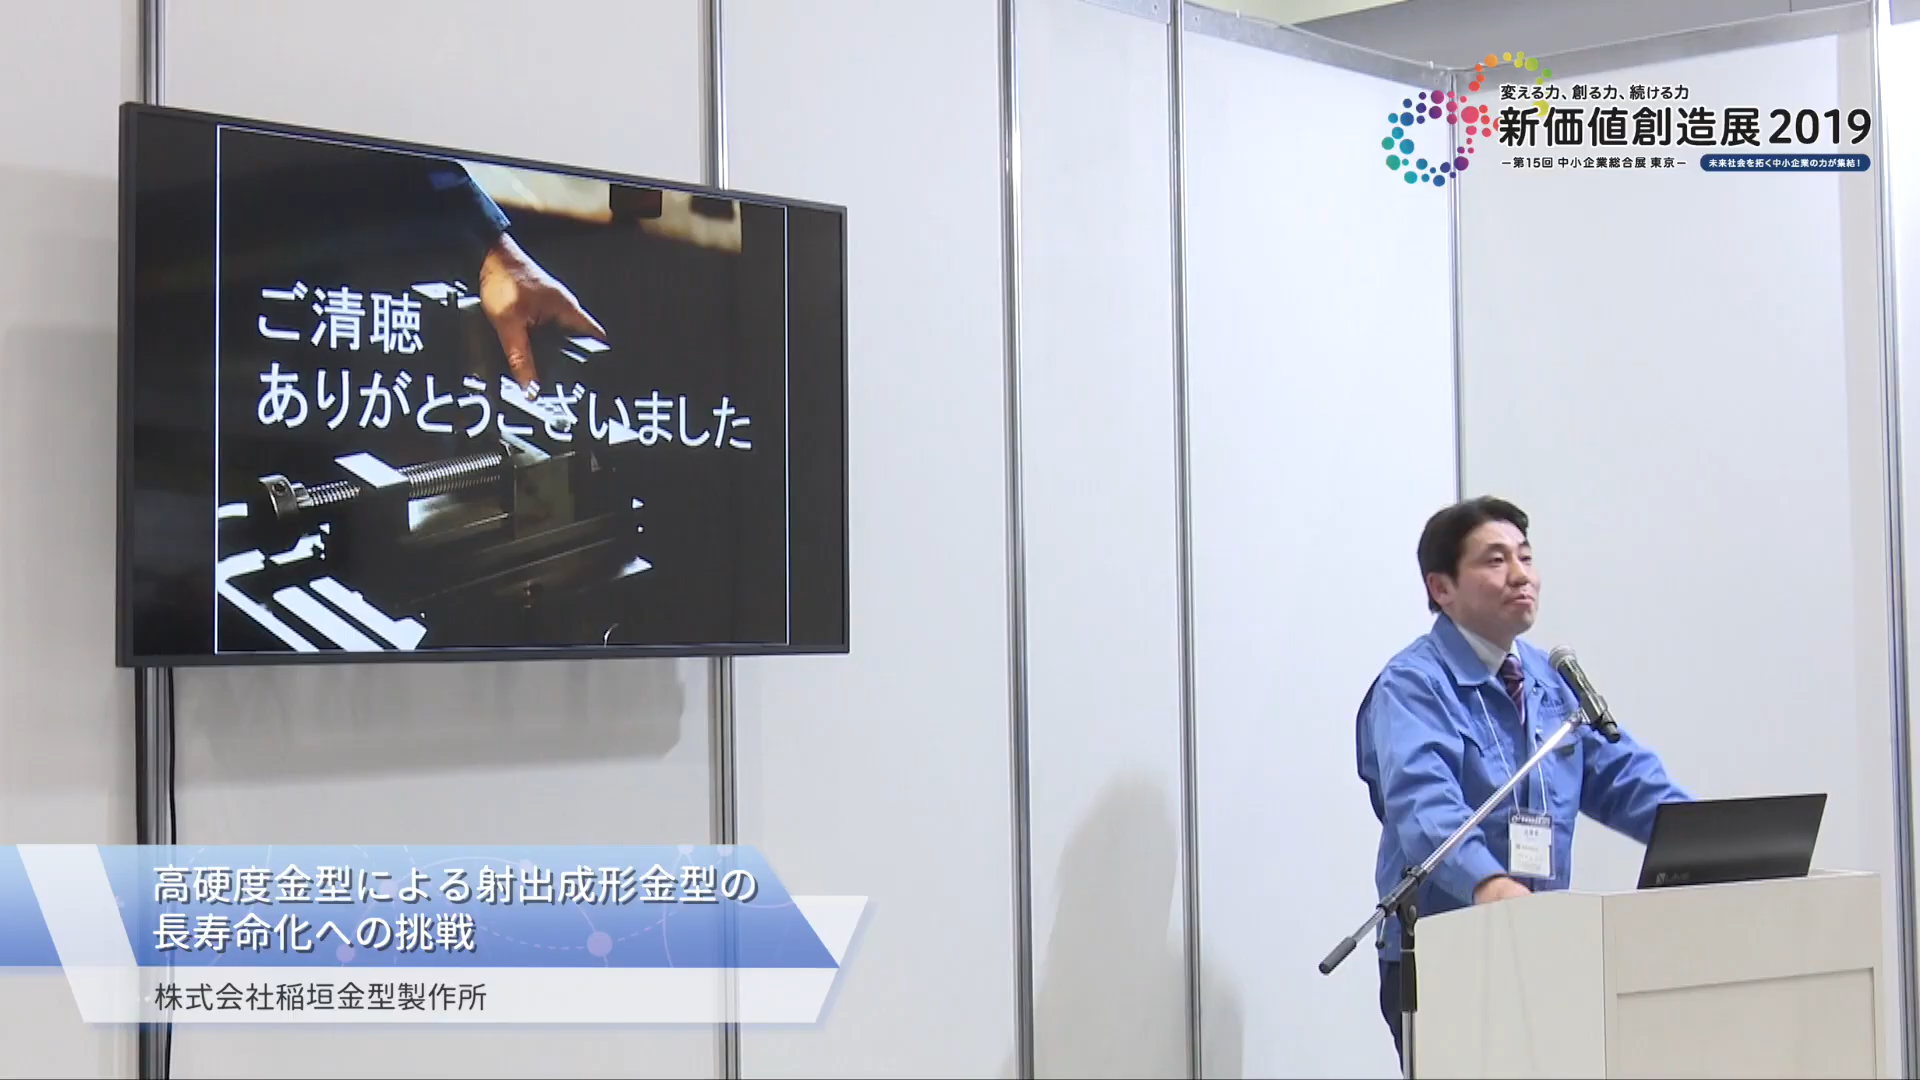 変える力、創る力、続ける力
新価値創造展2019
ー第15回 中小企業総合展 東京ー
未来社会を拓く中小企業の力が集結！
ご清聴
ありがとうございました
高硬度金型による射出成形金型の
長寿命化への挑戦
株式会社稲垣金型製作所